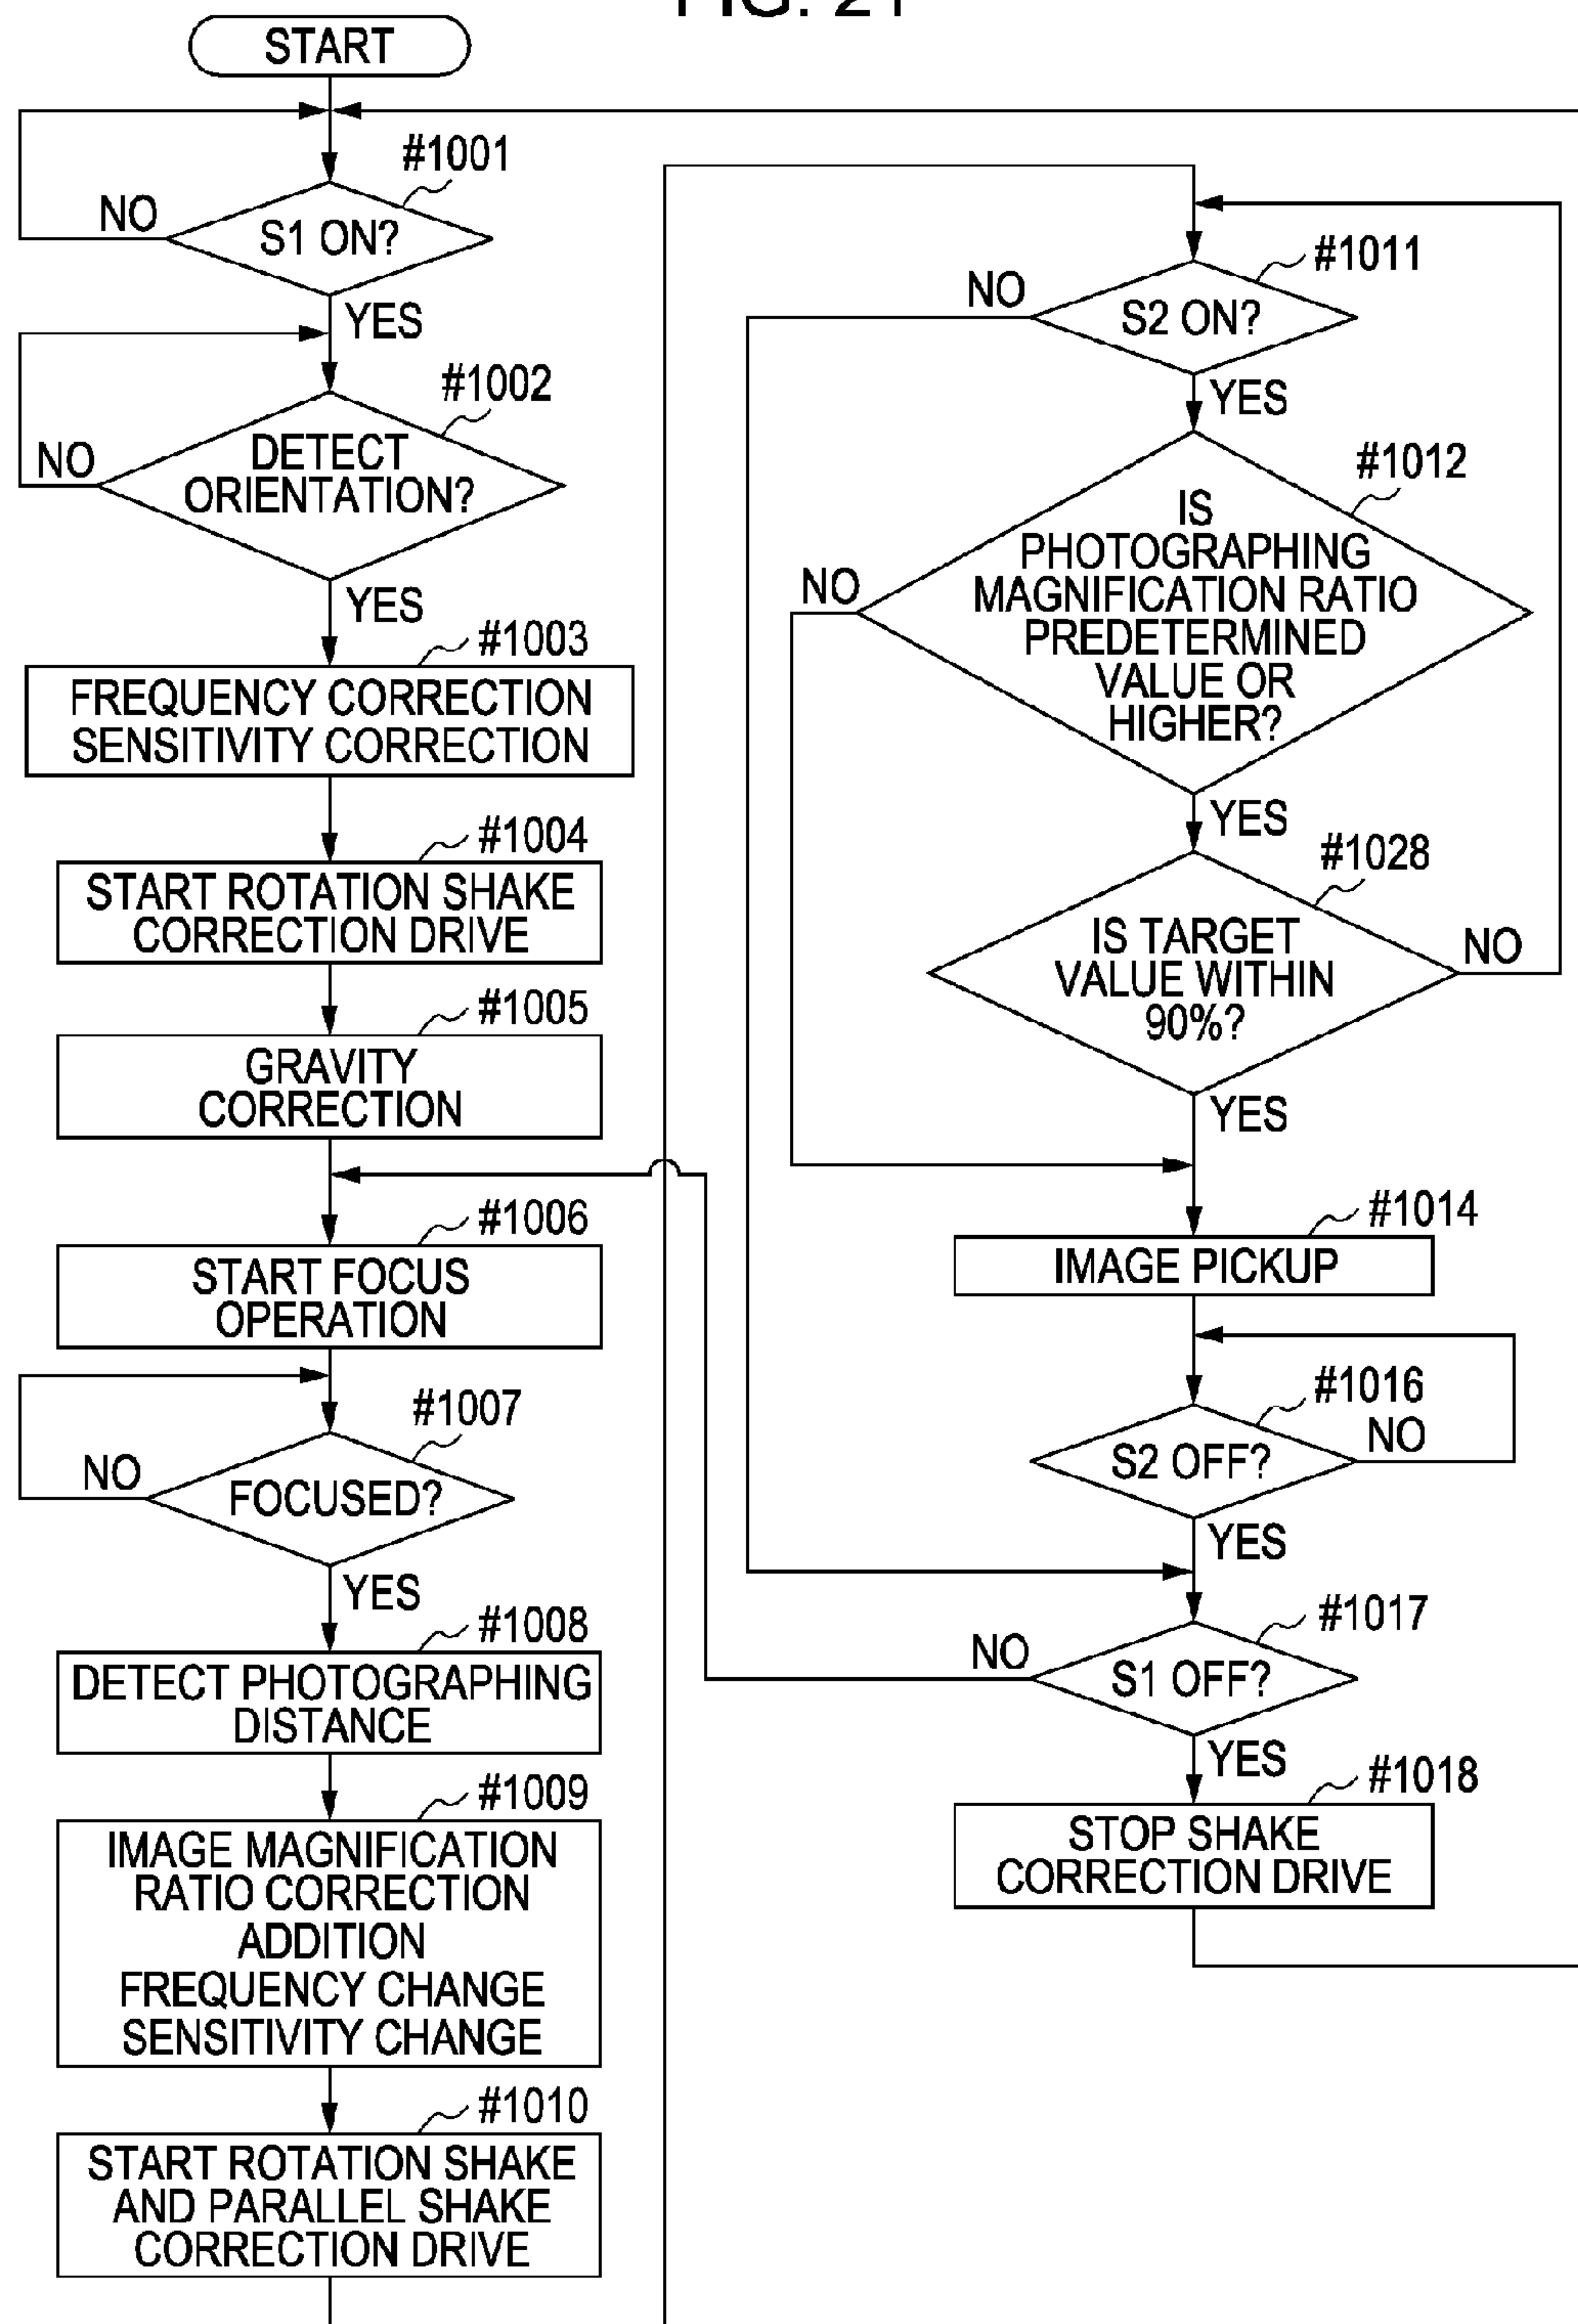 FIG. 21
START
#1001
S1 ON?
NO
YES
#1002
DETECT
ORIENTATION?
NO
YES
#1003
FREQUENCY CORRECTION
SENSITIVITY CORRECTION
#1004
START ROTATION SHAKE
CORRECTION DRIVE
#1005
GRAVITY
CORRECTION
#1006
START FOCUS
OPERATION
#1007
FOCUSED?
NO
YES
#1008
DETECT PHOTOGRAPHING
DISTANCE
#1009
IMAGE MAGNIFICATION
RATIO CORRECTION
ADDITION
FREQUENCY CHANGE
SENSITIVITY CHANGE
#1010
START ROTATION SHAKE
AND PARALLEL SHAKE
CORRECTION DRIVE
#1011
S2 ON?
NO
YES
#1012
IS
PHOTOGRAPHING
MAGNIFICATION RATIO
PREDETERMINED
VALUE OR
HIGHER?
NO
YES
#1028
IS TARGET
VALUE WITHIN
90%?
NO
YES
#1014
IMAGE PICKUP
#1016
S2 OFF?
NO
YES
#1017
S1 OFF?
NO
YES
#1018
STOP SHAKE
CORRECTION DRIVE